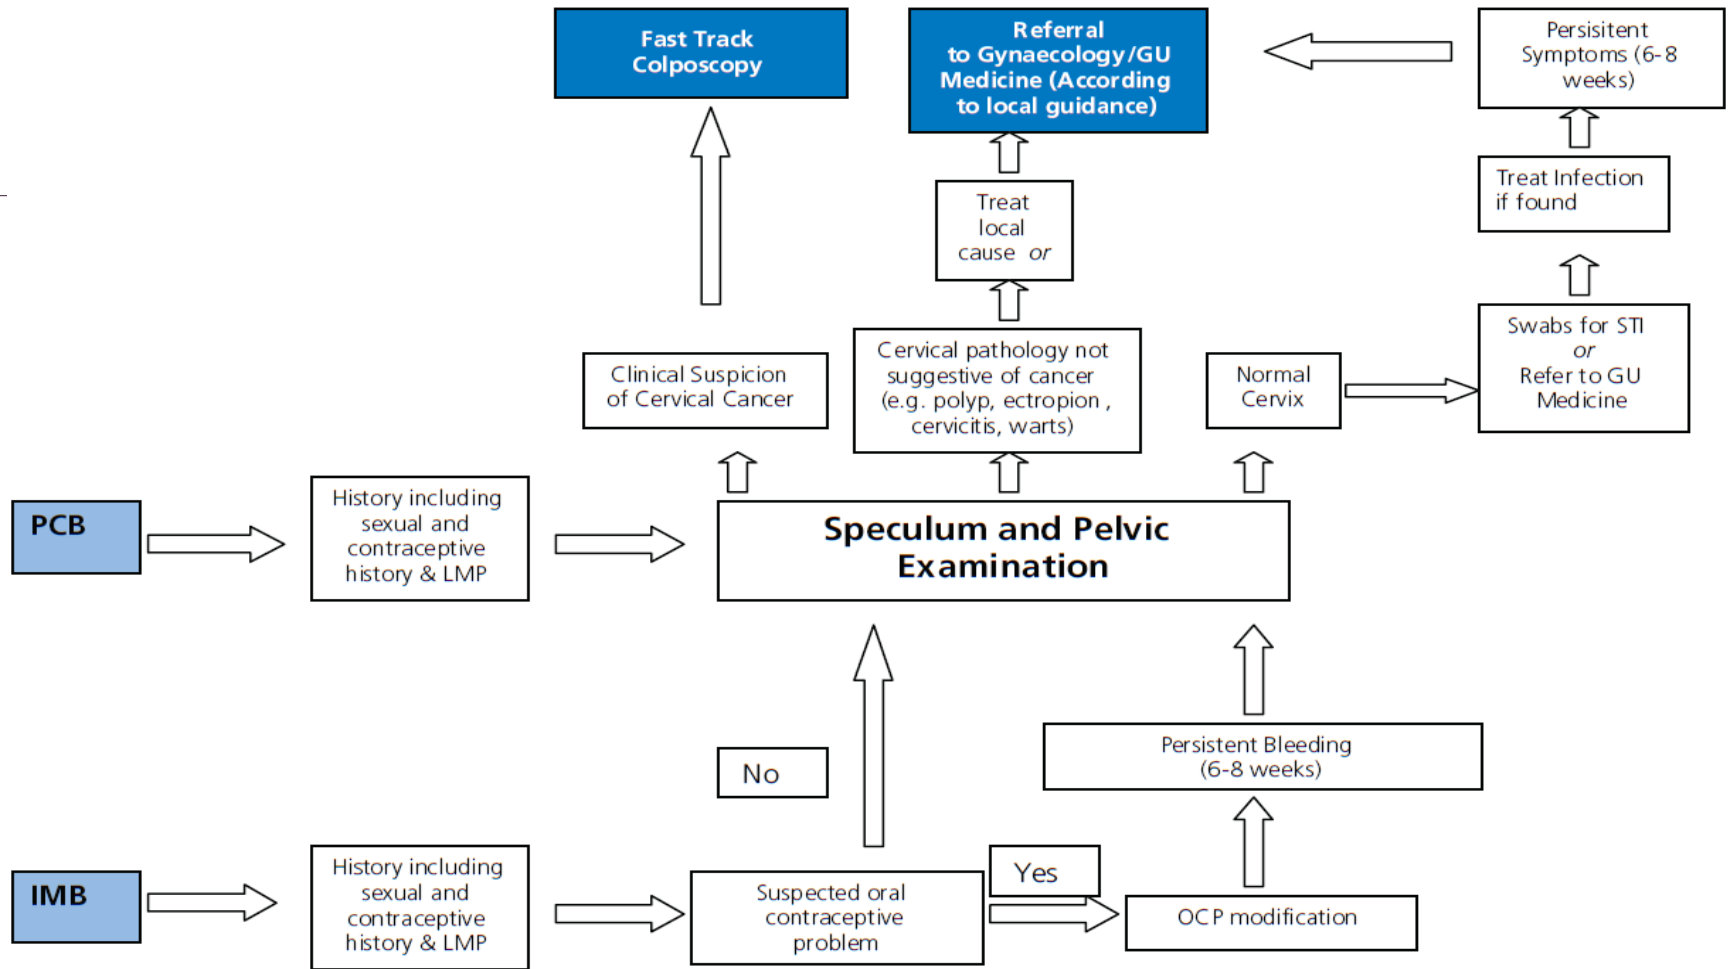 Fast Track
Colposcopy
Referral
to Gynaecology/GU
Medicine (According
to local guidance)
Persisitent
Symptoms (6-8
weeks)
Treat
local
cause or
Treat Infection
if found
Clinical Suspicion
of Cervical Cancer
Cervical pathology not
suggestive of cancer
(e.g. polyp, ectropion ,
cervicitis, warts)
Normal
Cervix
Swabs for STI
or
Refer to GU
Medicine
PCB
History including
sexual and
contraceptive
history & LMP
Speculum and Pelvic
Examination
No
Persistent Bleeding
(6-8 weeks)
IMB
History including
sexual and
contraceptive
history & LMP
Suspected oral
contraceptive
problem
Yes
OCP modification